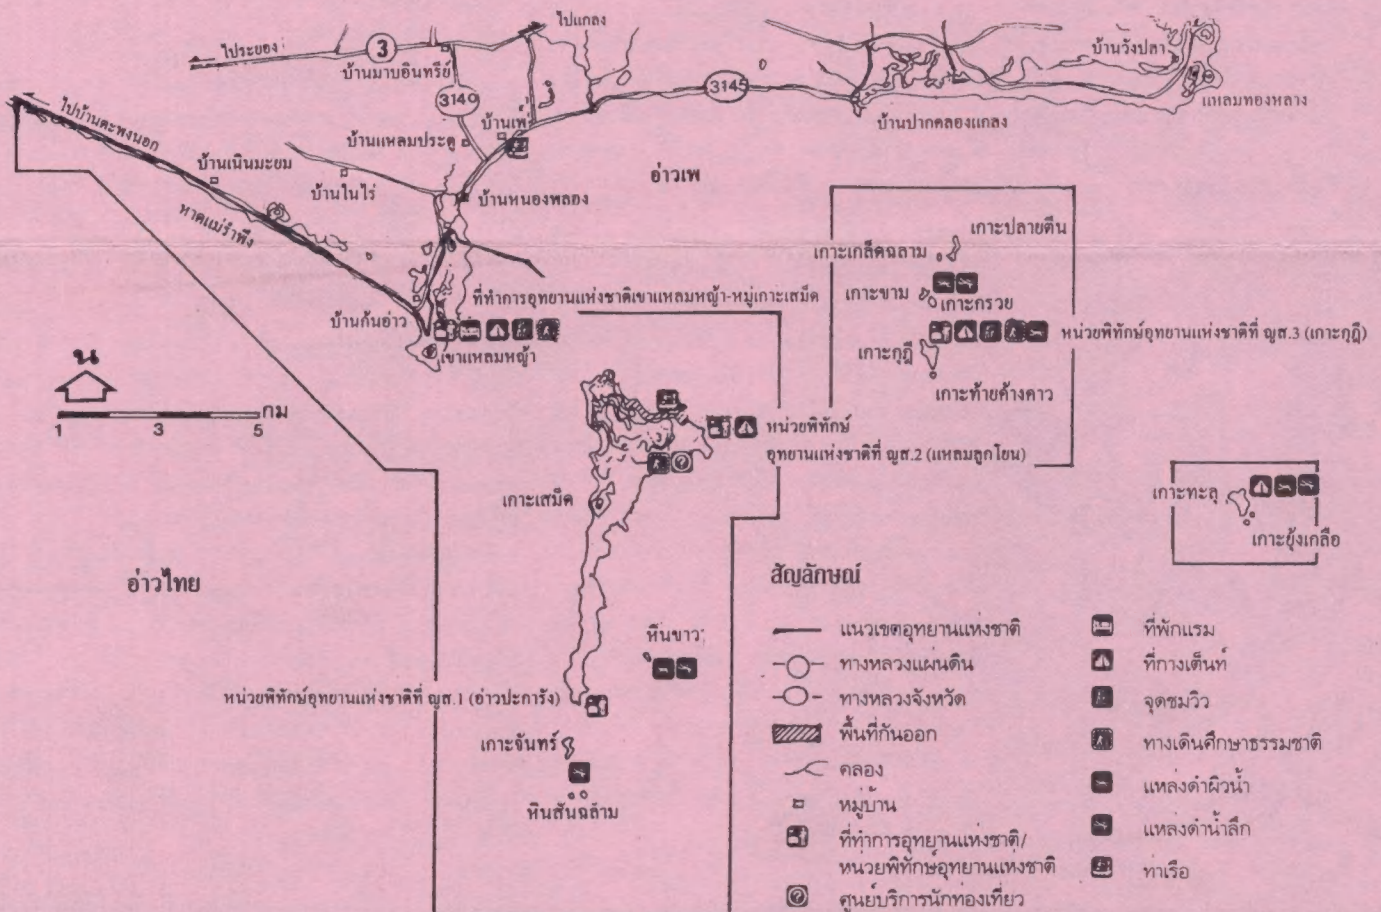 ไปแกลง
ไประยอง
3
บ้านมาบอินทรีย์
3140
3145
บ้านวังปลา
แหลมทองหลาง
ไปบ้านตะพงนอก
บ้านเพ
บ้านแหลมประตู
บ้านปากคลองแกลง
บ้านเนินมะยม
บ้านในไร่
อ่าวเพ
บ้านหนองพลอง
หาดแม่รำพึง
เกาะปลายตีน
เกาะเกล็ดฉลาม
เกาะขาม
เกาะกรวย
ที่ทำการอุทยานแห่งชาติเขาแหลมหญ้า-หมู่เกาะเสม็ด
บ้านก้นอ่าว
เขาแหลมหญ้า
หน่วยพิทักษ์อุทยานแห่งชาติที่ ญส.3 (เกาะกุฎี)
เกาะกุฎี
เกาะท้ายค้างคาว
น
กม
1 3 5
หน่วยพิทักษ์
อุทยานแห่งชาติที่ ญส.2 (แหลมลูกโยน)
เกาะเสม็ด
เกาะทะลุ
เกาะยุ้งเกลือ
อ่าวไทย
หินขาว
หน่วยพิทักษ์อุทยานแห่งชาติที่ ญส.1 (อ่าวปะการัง)
เกาะจันทร์
หินสันฉลาม
สัญลักษณ์
แนวเขตอุทยานแห่งชาติ
ทางหลวงแผ่นดิน
ทางหลวงจังหวัด
พื้นที่กันออก
คลอง
หมู่บ้าน
ที่ทำการอุทยานแห่งชาติ/
หน่วยพิทักษ์อุทยานแห่งชาติ
ศูนย์บริการนักท่องเที่ยว
ที่พักแรม
ที่กางเต็นท์
จุดชมวิว
ทางเดินศึกษาธรรมชาติ
แหล่งดำผิวน้ำ
แหล่งดำน้ำลึก
ท่าเรือ